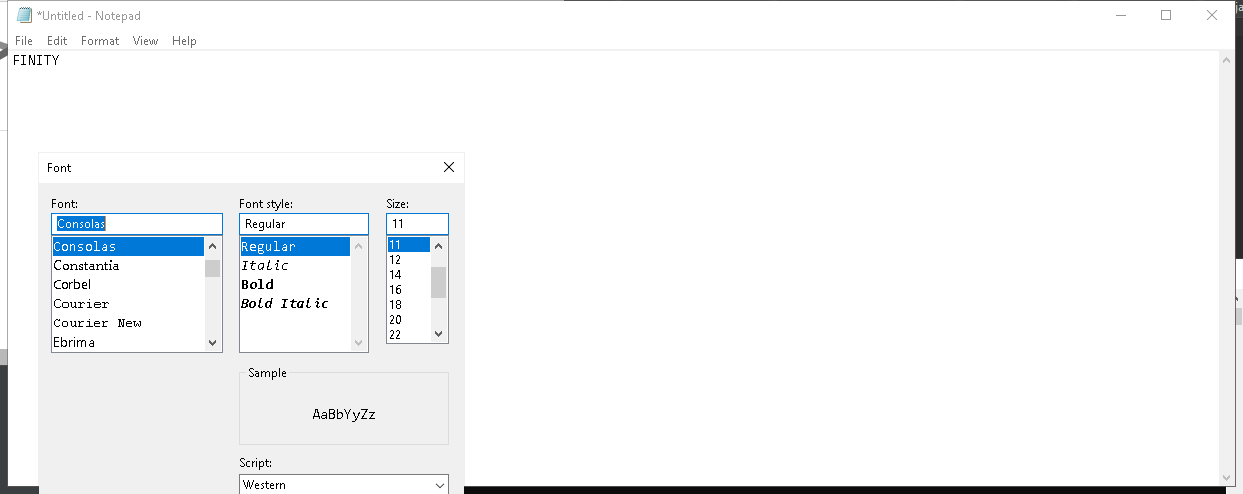 *Untitled - Notepad
File Edit Format View Help
FINITY
Font
Font: Font style: Size:
Consolas Regular 11
Consolas Regular 11
Constantia Italic 12
Corbel Bold 14
Courier Bold Italic 16
Courier New 18
Ebrima 20
22
Sample
AaBbYyZz
Script:
Western